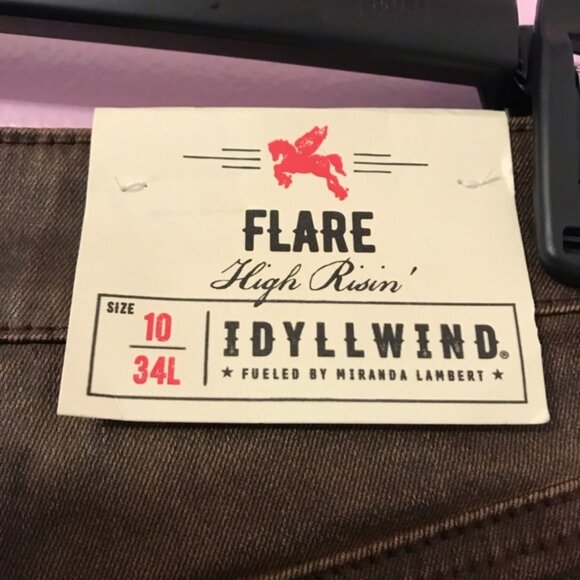 FLARE
High Risin'
SIZE 10
34L
IDYLLWIND®
★ FUELED BY MIRANDA LAMBERT ★